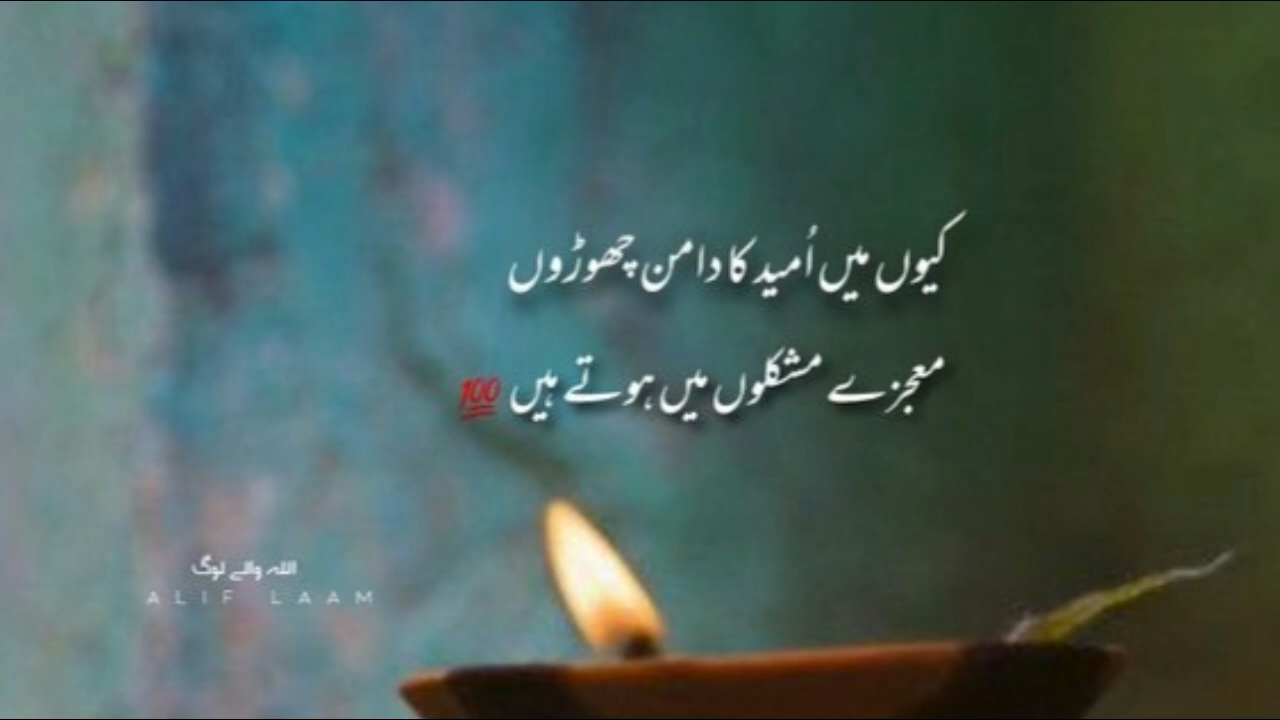 کیوں میں اُمید کا دامن چھوڑوں
معجزے مشکلوں میں ہوتے ہیں 💯
اللہ والے لوگ
ALIF LAAM